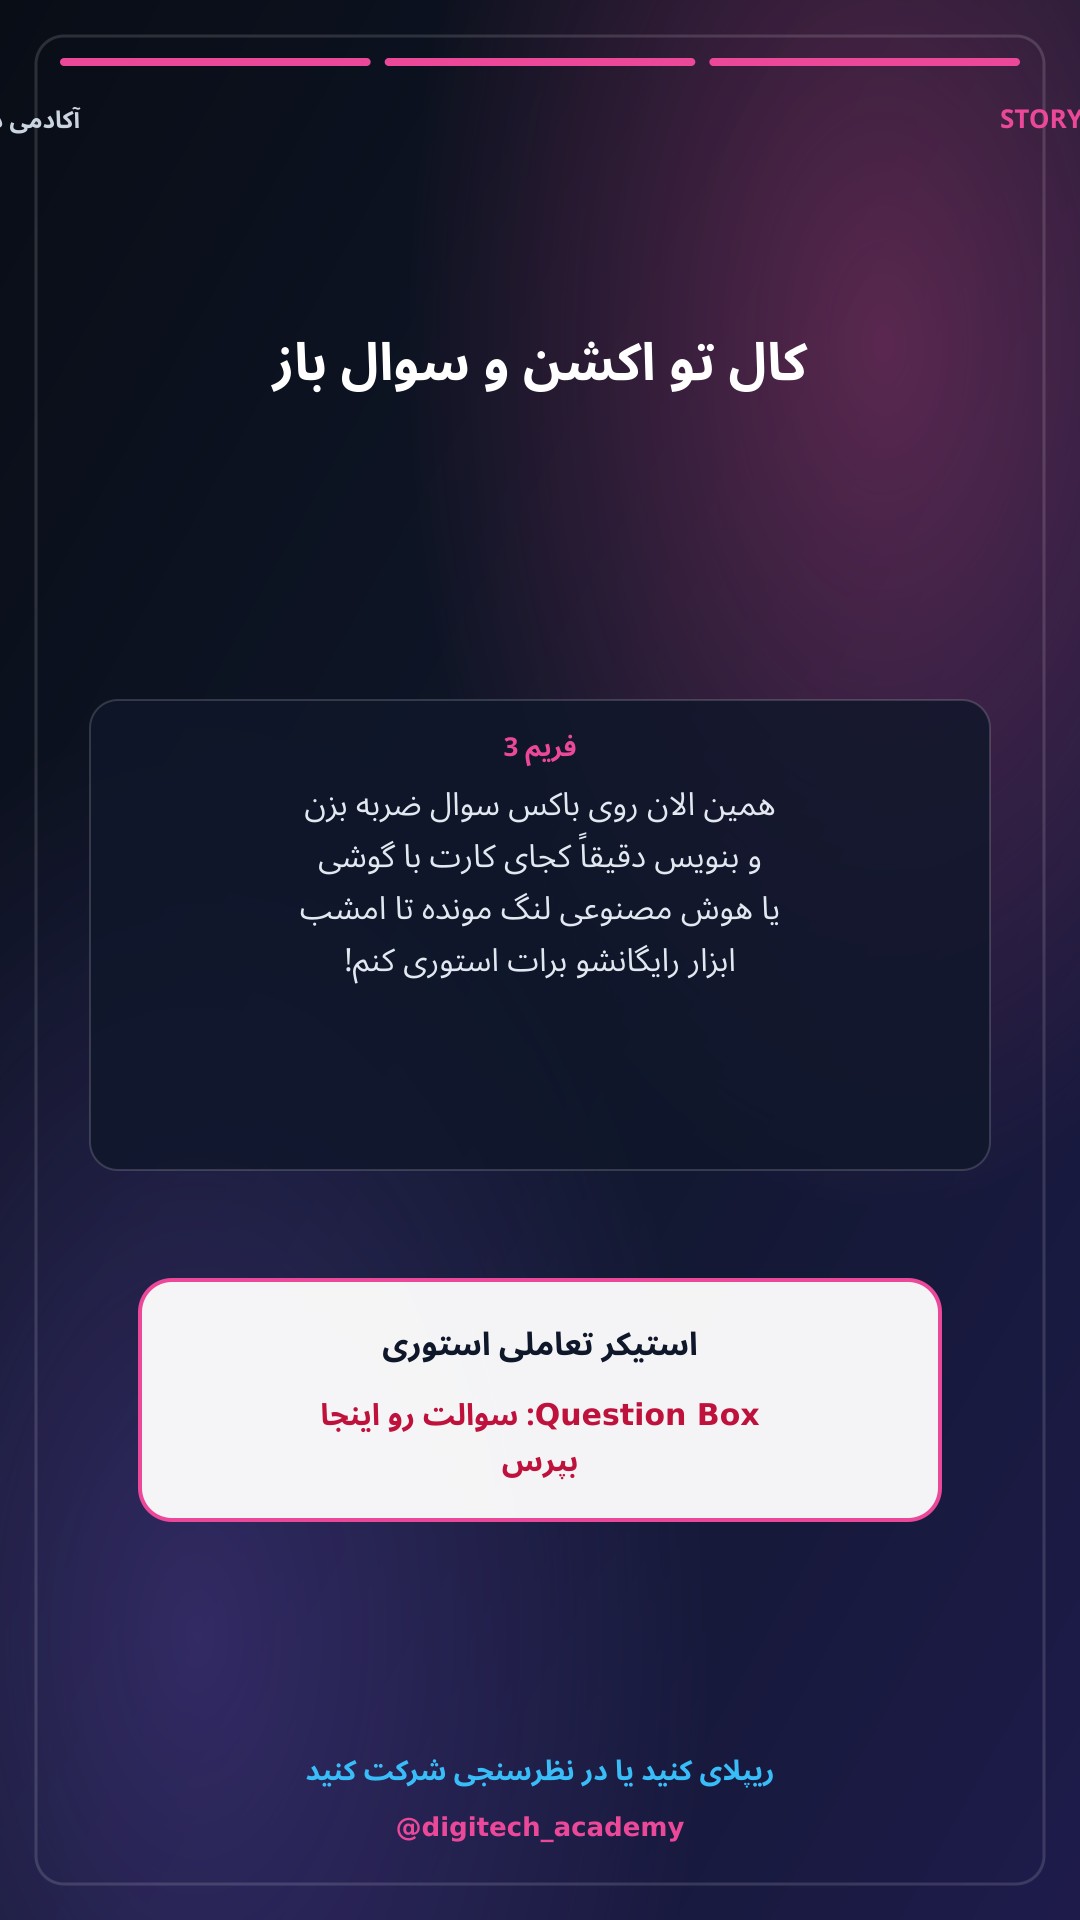 آکادمی
STORY
کال تو اکشن و سوال باز
فریم 3
همین الان روی باکس سوال ضربه بزن
و بنویس دقیقاً کجای کارت با گوشی
یا هوش مصنوعی لنگ مونده تا امشب
ابزار رایگانشو برات استوری کنم!
استیکر تعاملی استوری
Question Box: سوالت رو اینجا
بپرس
ریپلای کنید یا در نظرسنجی شرکت کنید
@digitech_academy